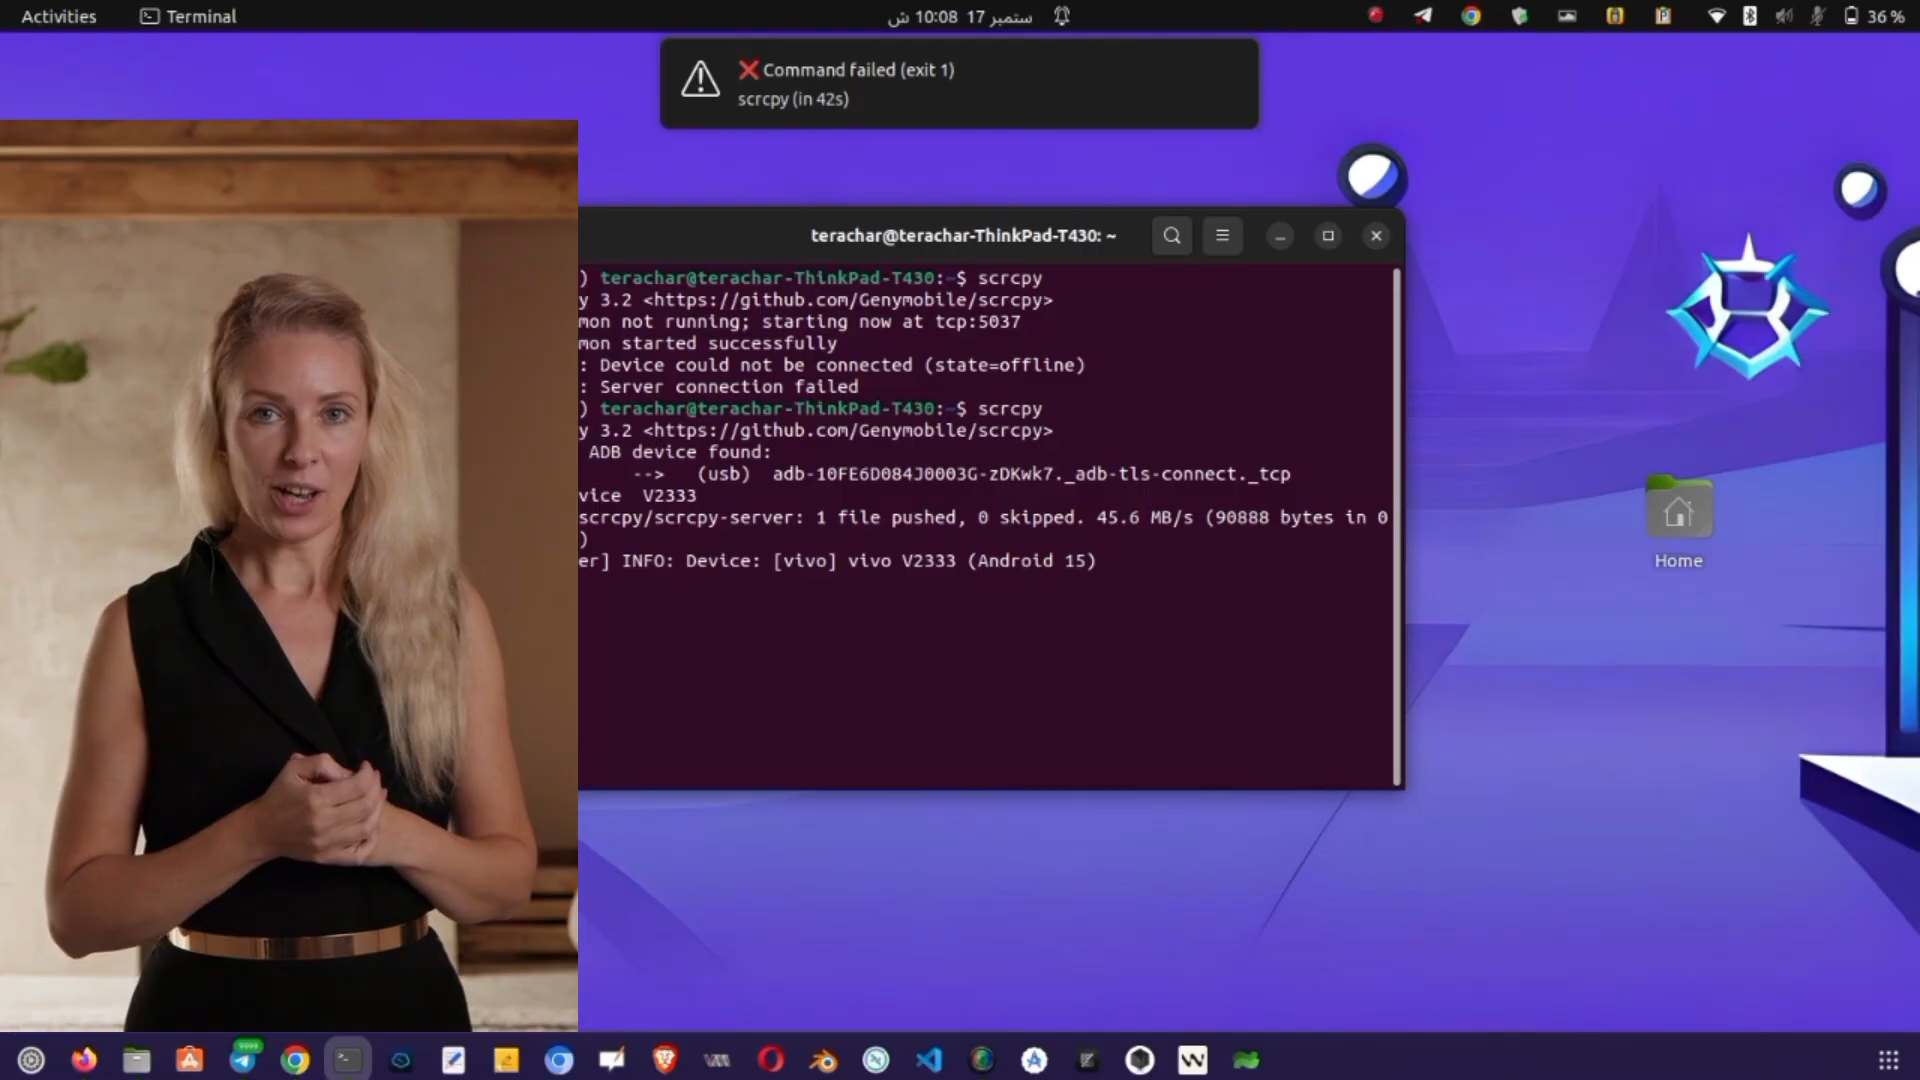 Activities
Terminal
ستمبر 17 10:08 ش
36 %
❌ Command failed (exit 1)
scrcpy (in 42s)
terachar@terachar-ThinkPad-T430: ~
) terachar@terachar-ThinkPad-T430:~$ scrcpy
y 3.2 <https://github.com/Genymobile/scrcpy>
mon not running; starting now at tcp:5037
mon started successfully
: Device could not be connected (state=offline)
: Server connection failed
) terachar@terachar-ThinkPad-T430:~$ scrcpy
y 3.2 <https://github.com/Genymobile/scrcpy>
ADB device found:
--> (usb) adb-10FE6D084J0003G-zDKwk7._adb-tls-connect._tcp
vice V2333
scrcpy/scrcpy-server: 1 file pushed, 0 skipped. 45.6 MB/s (90888 bytes in 0
)
er] INFO: Device: [vivo] vivo V2333 (Android 15)
Home